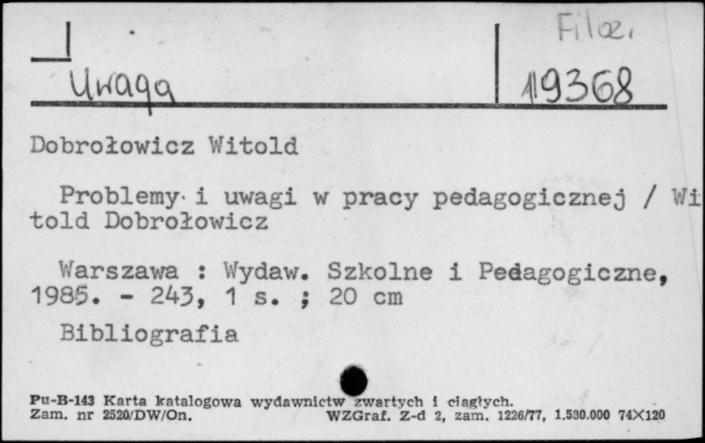 Filoz.
Uwaga
19368
Dobrołowicz Witold
Problemy i uwagi w pracy pedagogicznej / Wi
told Dobrołowicz
Warszawa : Wydaw. Szkolne i Pedagogiczne,
1985. - 243, 1 s. ; 20 cm
Bibliografia
Pu-B-143 Karta katalogowa wydawnictw zwartych i ciągłych.
Zam. nr 2520/DW/On. WZGraf. Z-d 2, zam. 1226/77, 1.530.000 74×120